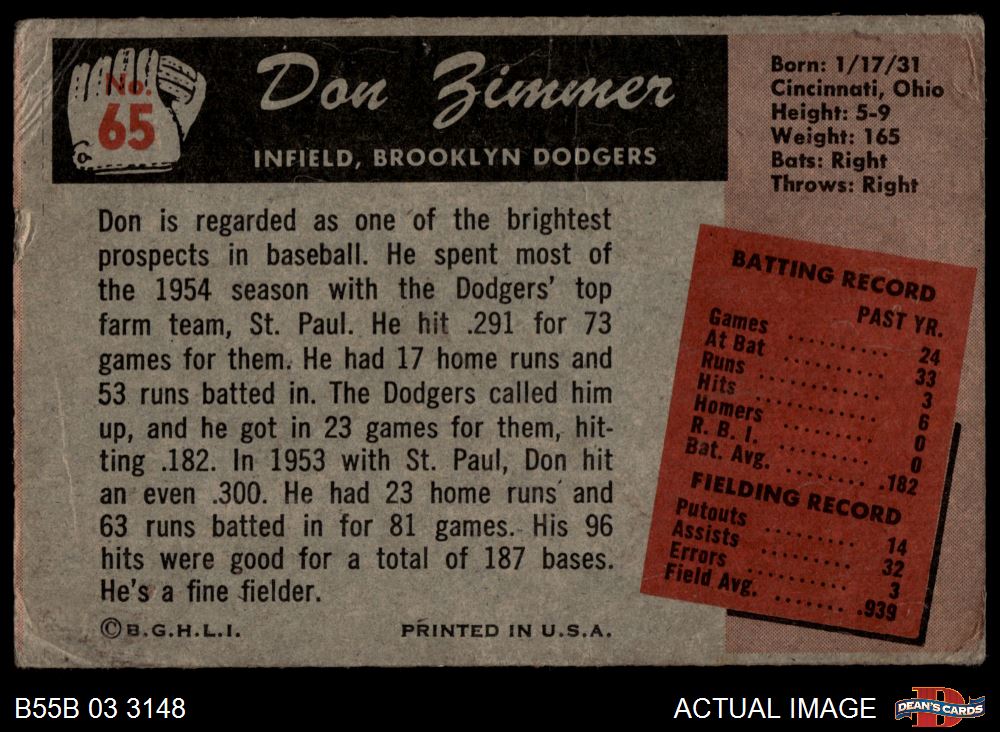 No.
65
Don Zimmer
INFIELD, BROOKLYN DODGERS
Born: 1/17/31
Cincinnati, Ohio
Height: 5-9
Weight: 165
Bats: Right
Throws: Right
Don is regarded as one of the brightest
prospects in baseball. He spent most of
the 1954 season with the Dodgers' top
farm team, St. Paul. He hit .291 for 73
games for them. He had 17 home runs and
53 runs batted in. The Dodgers called him
up, and he got in 23 games for them, hit-
ting .182. In 1953 with St. Paul, Don hit
an even .300. He had 23 home runs and
63 runs batted in for 81 games. His 96
hits were good for a total of 187 bases.
He's a fine fielder.
©B.G.H.L.I. PRINTED IN U.S.A.
BATTING RECORD
PAST YR.
Games .......... 24
At Bat .......... 33
Runs .......... 3
Hits .......... 6
Homers .......... 0
R. B. I. .......... 0
Bat. Avg. ....... .182
FIELDING RECORD
Putouts .......... 14
Assists .......... 32
Errors .......... 3
Field Avg. ....... .939
B55B 03 3148
ACTUAL IMAGE
D
DEAN'S CARDS